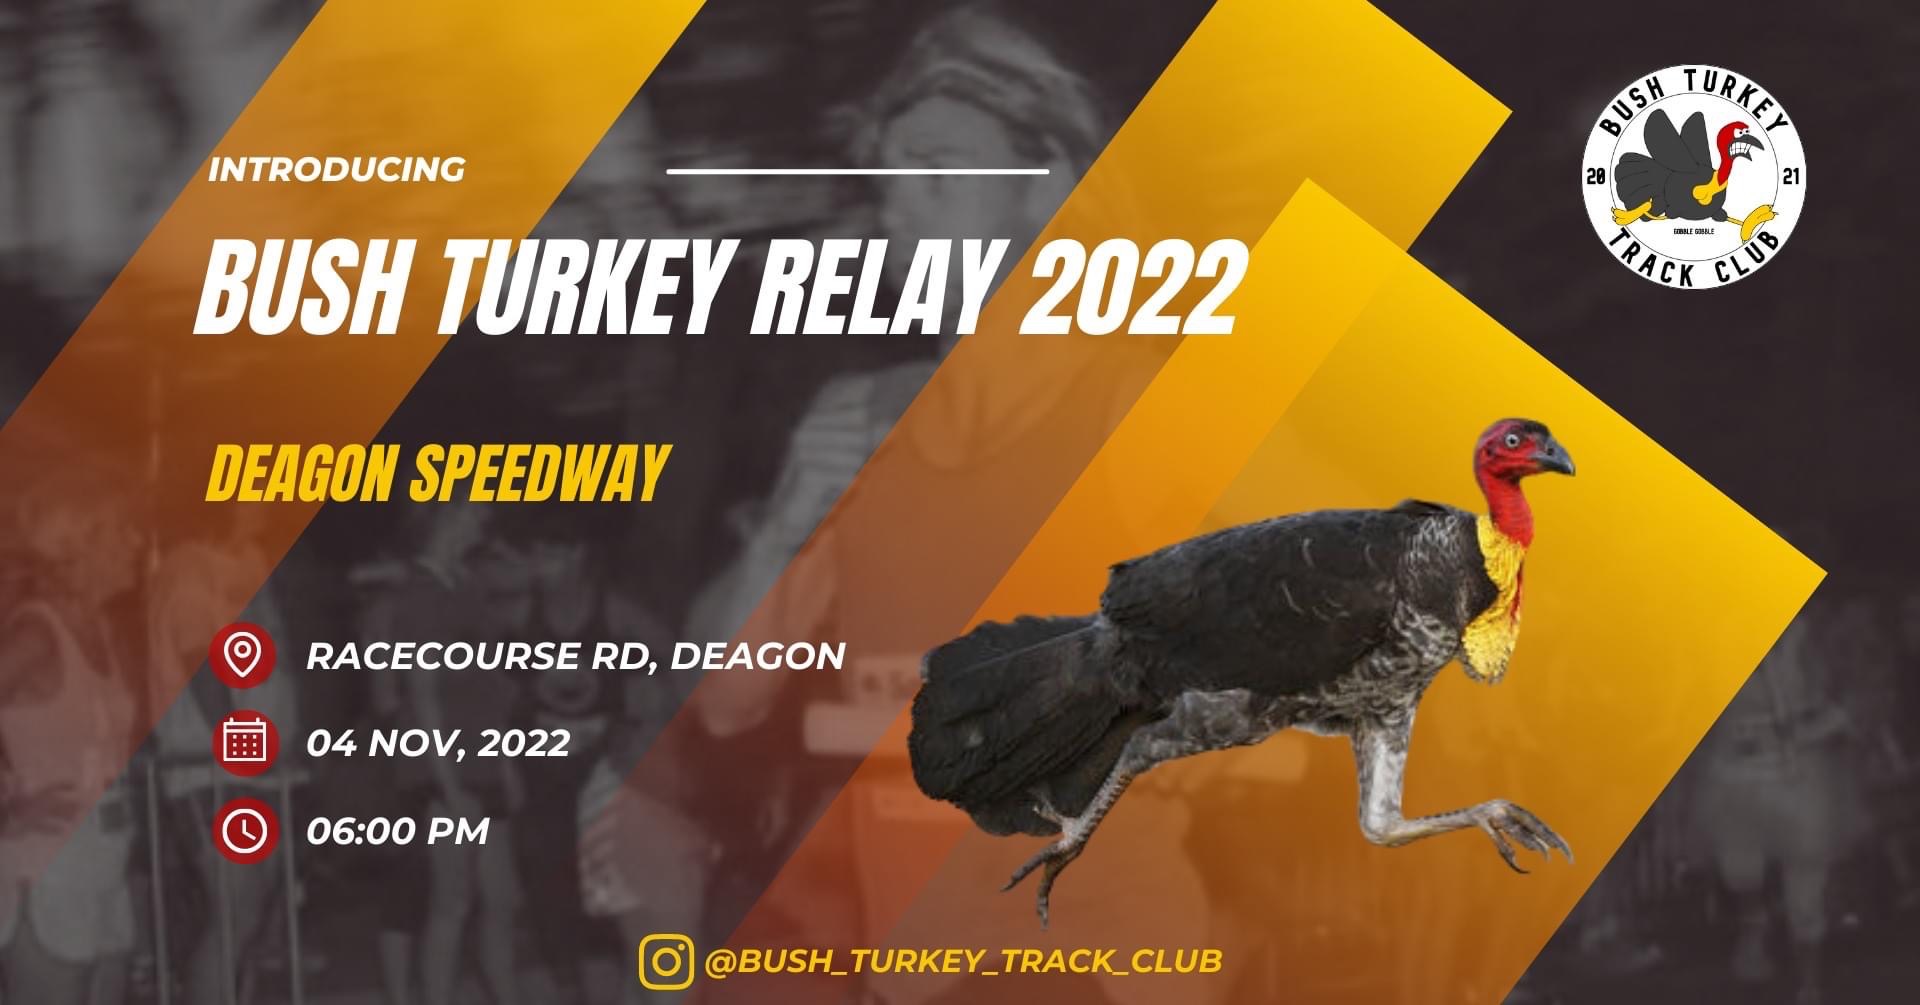 INTRODUCING
BUSH TURKEY RELAY 2022
DEAGON SPEEDWAY
RACECOURSE RD, DEAGON
04 NOV, 2022
06:00 PM
@BUSH_TURKEY_TRACK_CLUB
BUSH TURKEY
20 21
GOBBLE GOBBLE
TRACK CLUB